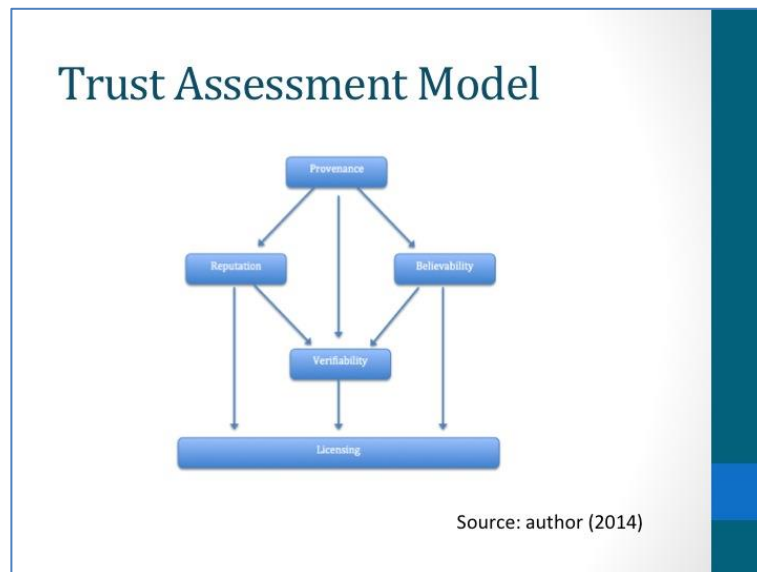 Trust Assessment Model
Provenance
Reputation
Believability
Verifiability
Licensing
Source: author (2014)